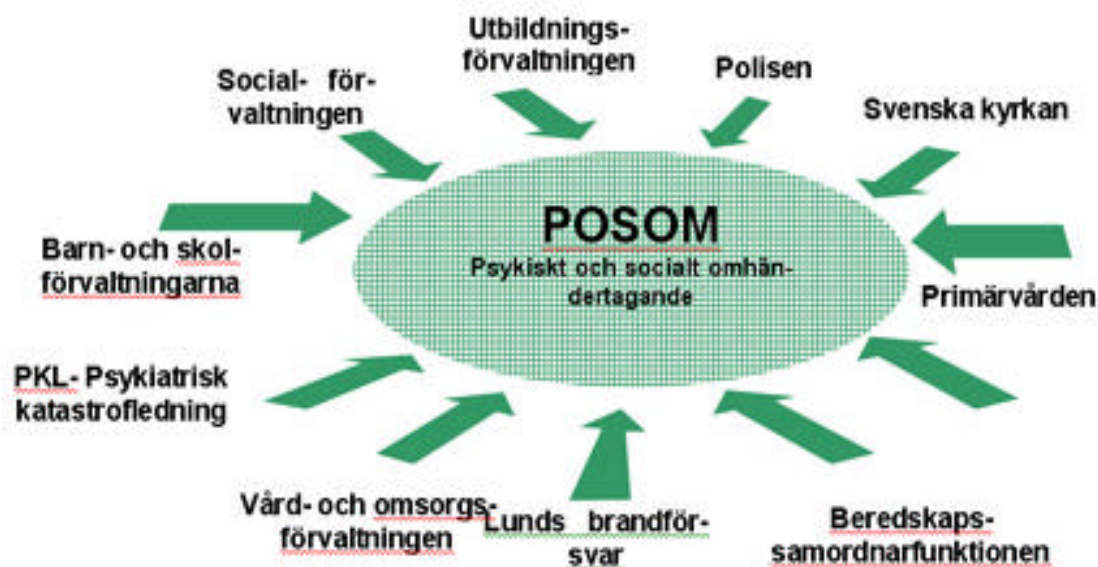 Utbildnings-
förvaltningen
Polisen
Social- för-
valtningen
Svenska kyrkan
POSOM
Psykiskt och socialt omhän-
dertagande
Barn- och skol-
förvaltningarna
Primärvården
PKL- Psykiatrisk
katastrofledning
Vård- och omsorgs-
förvaltningen
Lunds brandför-
svar
Beredskaps-
samordnarfunktionen